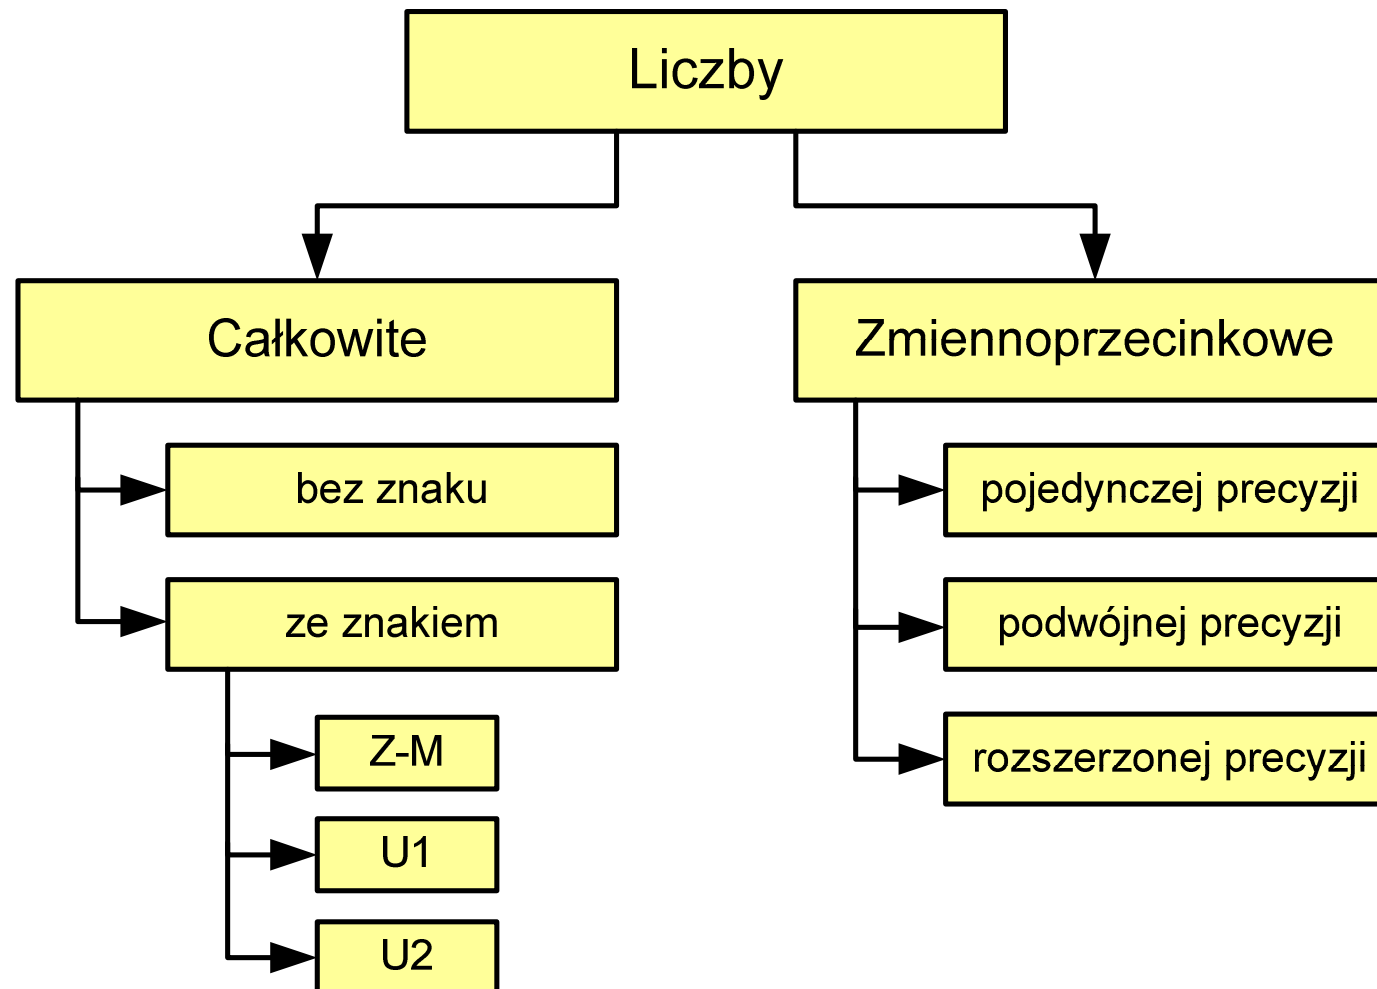 Liczby
Całkowite
bez znaku
ze znakiem
Z-M
U1
U2
Zmiennoprzecinkowe
pojedynczej precyzji
podwójnej precyzji
rozszerzonej precyzji